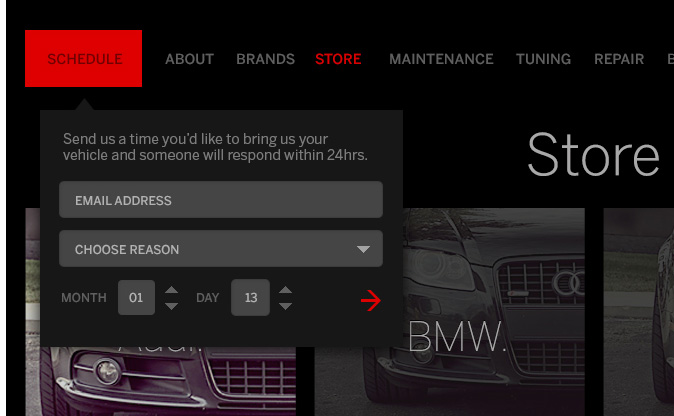 SCHEDULE
ABOUT
BRANDS
STORE
MAINTENANCE
TUNING
REPAIR
Send us a time you'd like to bring us your
vehicle and someone will respond within 24hrs.
Store
EMAIL ADDRESS
CHOOSE REASON
MONTH 01 DAY 13
Audi.
BMW.